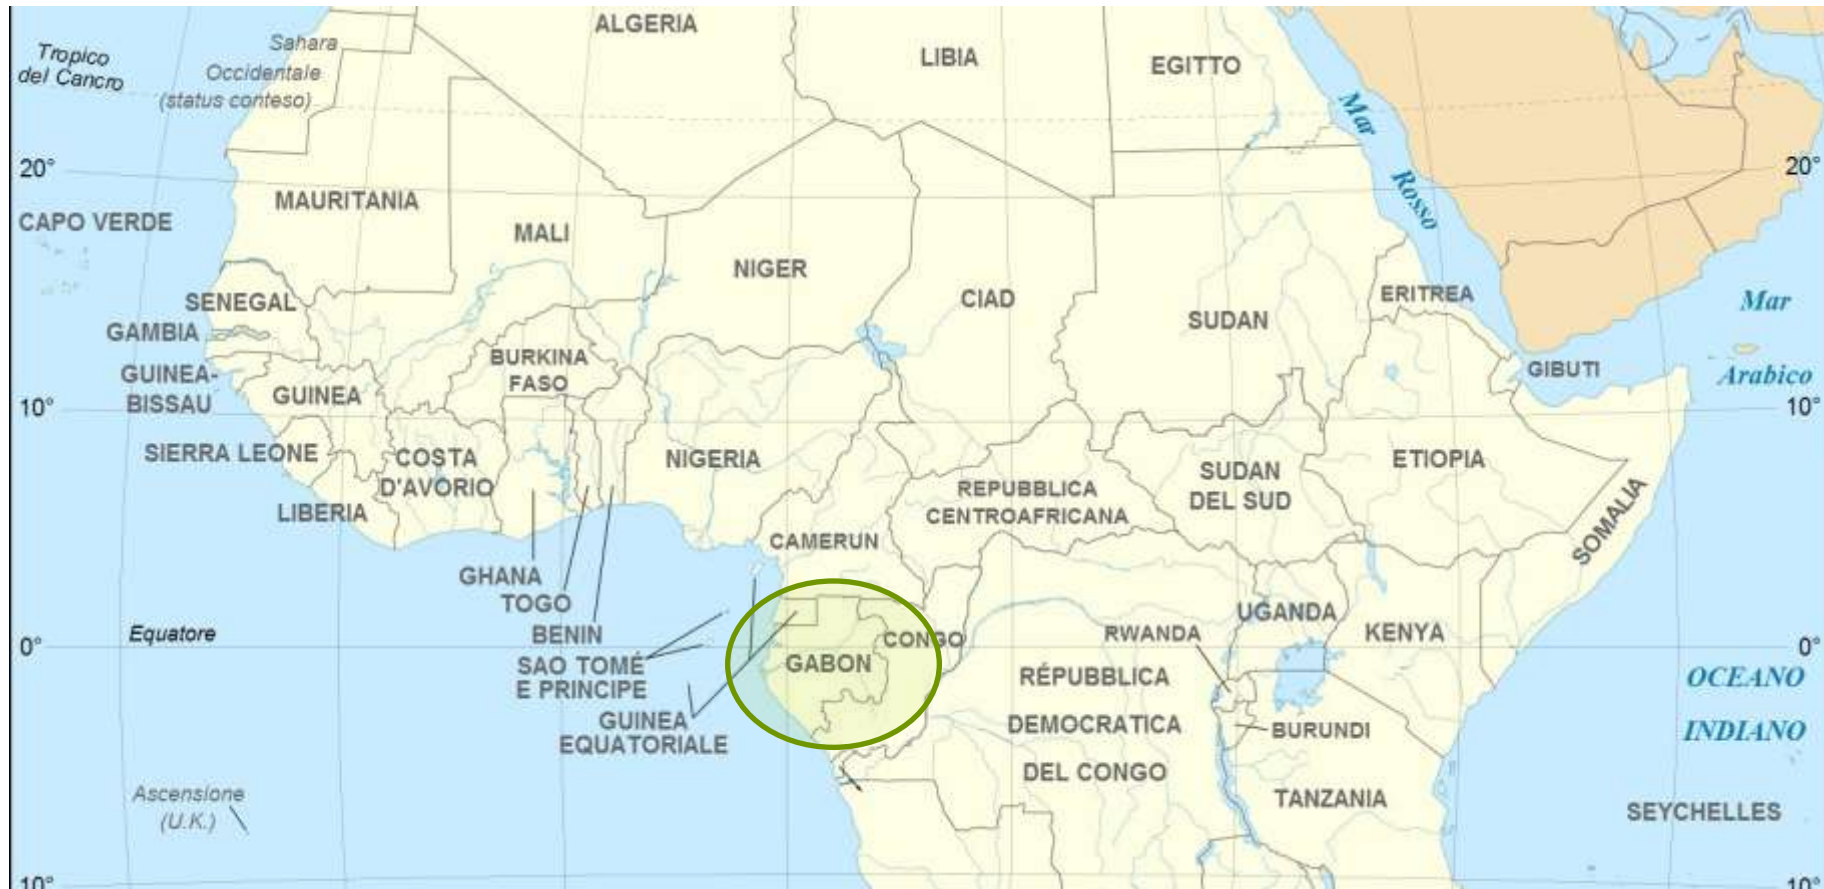 ALGERIA
LIBIA
EGITTO
Tropico
del Cancro
Sahara
Occidentale
(status conteso)
Mar
Rosso
20°
20°
CAPO VERDE
MAURITANIA
MALI
NIGER
CIAD
SUDAN
ERITREA
Mar
Arabico
SENEGAL
GAMBIA
GUINEA-
BISSAU
GUINEA
BURKINA
FASO
GIBUTI
10°
10°
SIERRA LEONE
LIBERIA
COSTA
D'AVORIO
NIGERIA
REPUBBLICA
CENTROAFRICANA
SUDAN
DEL SUD
ETIOPIA
SOMALIA
CAMERUN
GHANA
TOGO
BENIN
SAO TOMÉ
E PRINCIPE
GUINEA
EQUATORIALE
Equatore
0°
0°
GABON
CONGO
RÉPUBBLICA
DEMOCRATICA
DEL CONGO
RWANDA
UGANDA
KENYA
BURUNDI
TANZANIA
OCEANO
INDIANO
SEYCHELLES
Ascensione
(U.K.)
10°
10°